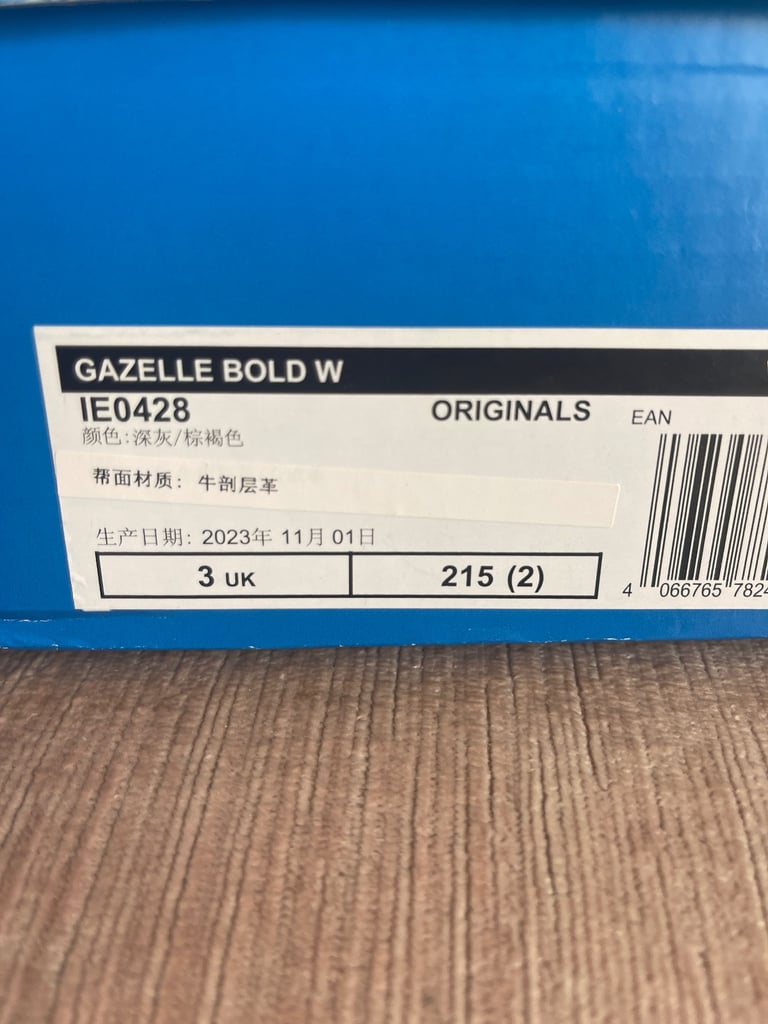 GAZELLE BOLD W
IE0428
ORIGINALS
EAN
颜色:深灰/棕褐色
帮面材质: 牛剖层革
生产日期: 2023年 11月 01日
3 UK
215 (2)
4 066765 7824